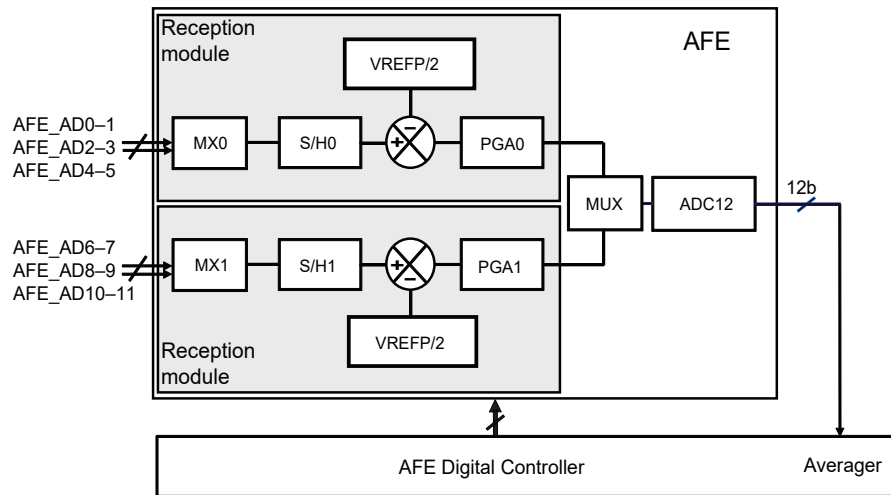 Reception
module
AFE
VREFP/2
AFE_AD0–1
AFE_AD2–3
AFE_AD4–5
MX0
S/H0
+
−
PGA0
MUX
ADC12
12b
AFE_AD6–7
AFE_AD8–9
AFE_AD10–11
MX1
S/H1
+
−
PGA1
VREFP/2
Reception
module
AFE Digital Controller
Averager